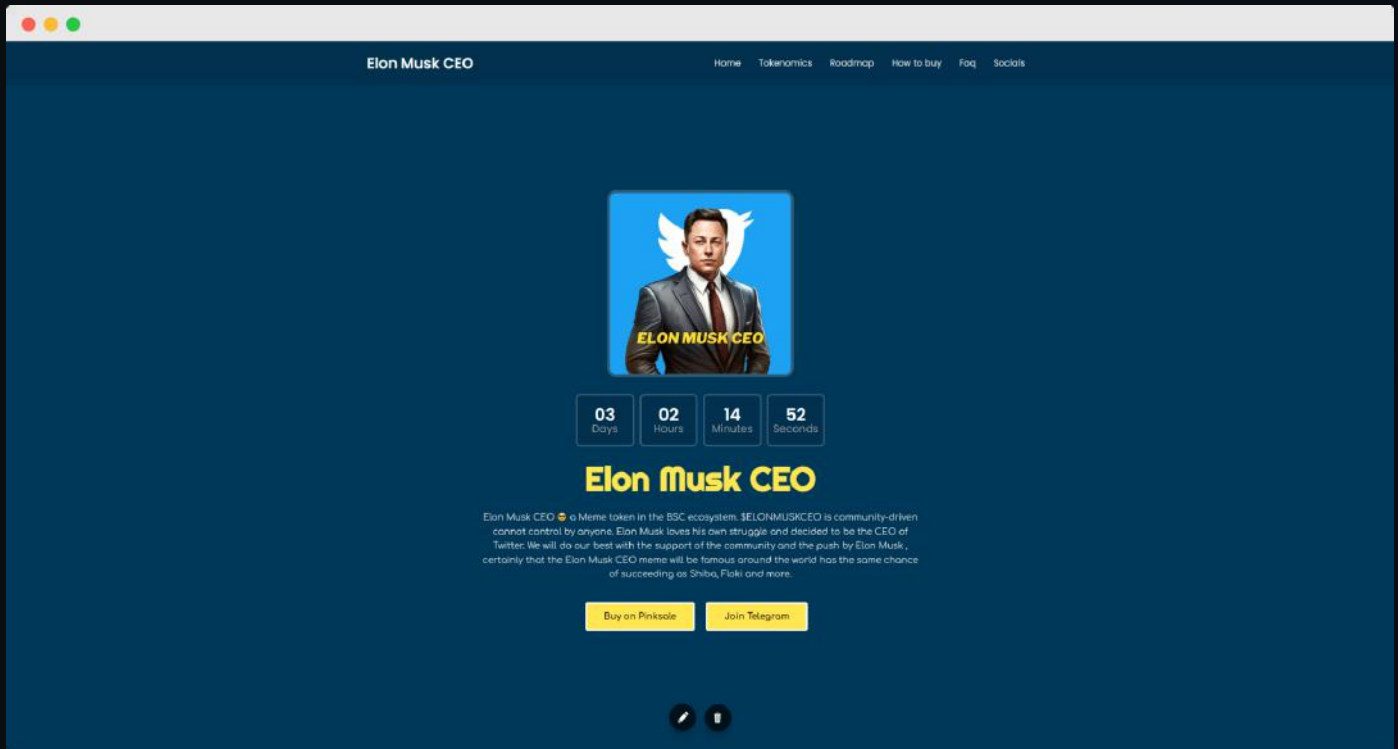 Elon Musk CEO
Home Tokenomics Roadmap How to buy Faq Socials
ELON MUSK CEO
03 02 14 52
Days Hours Minutes Seconds
Elon Musk CEO
Elon Musk CEO 😎 a Meme token in the BSC ecosystem. $ELONMUSKCEO is community-driven
cannot control by anyone. Elon Musk loves his own struggle and decided to be the CEO of
Twitter. We will do our best with the support of the community and the push by Elon Musk ,
certainly that the Elon Musk CEO meme will be famous around the world has the same chance
of succeeding as Shiba, Floki and more.
Buy on Pinksale Join Telegram